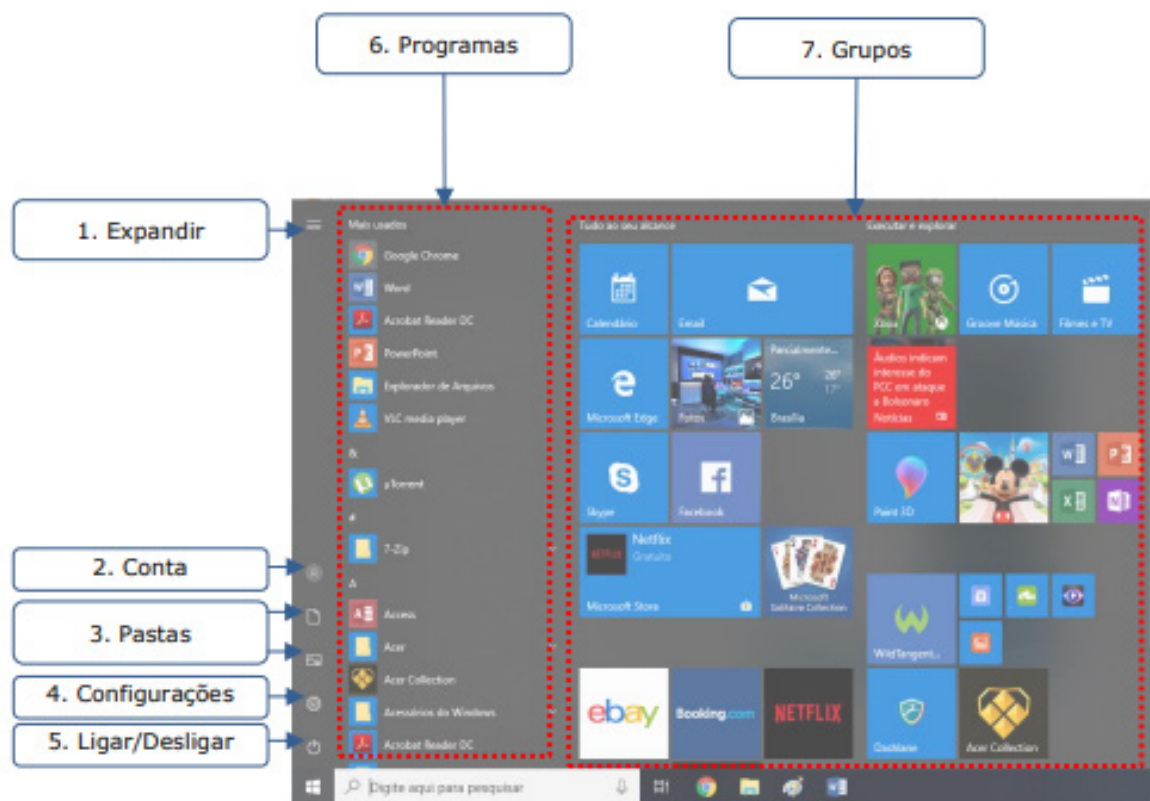 6. Programas
7. Grupos
1. Expandir
2. Conta
3. Pastas
4. Configurações
5. Ligar/Desligar
Mais usados
Google Chrome
Word
Acrobat Reader DC
PowerPoint
Explorador de Arquivos
VLC media player
&
µTorrent
#
7-Zip
A
Access
Acer
Acer Collection
Acessórios do Windows
Acrobat Reader DC
Tudo ao seu alcance
Calendário
Email
Microsoft Edge
Fotos
Parcialmente...
26° 26°
17°
Brasília
Skype
Facebook
NETFLIX
Netflix
Gratuito
Microsoft Store
Microsoft
Solitaire Collection
ebay
Booking.com
NETFLIX
Executar e explorar
Xbox
Groove Música
Filmes e TV
Áudios indicam
interesse do
PCC em ataque
a Bolsonaro
Notícias
Paint 3D
WildTangent...
Dashlane
Acer Collection
Digite aqui para pesquisar